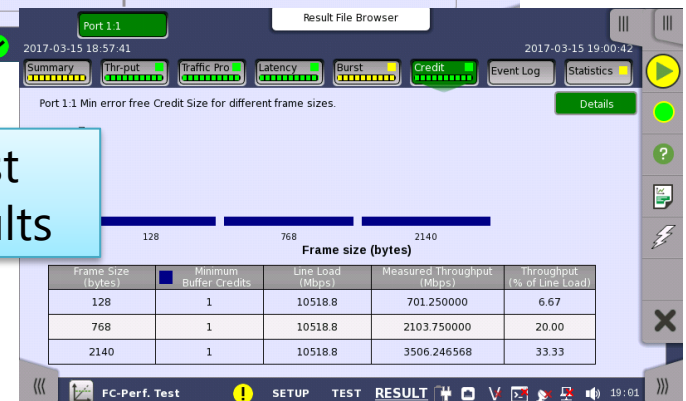 Port 1:1
Result File Browser
2017-03-15 18:57:41
2017-03-15 19:00:42
Summary
Thr-put
Traffic Pro
Latency
Burst
Credit
Event Log
Statistics
Port 1:1 Min error free Credit Size for different frame sizes.
Details
st
ults
128
768
2140
Frame size (bytes)
Frame Size (bytes)
Minimum Buffer Credits
Line Load (Mbps)
Measured Throughput (Mbps)
Throughput (% of Line Load)
128 1 10518.8 701.250000 6.67
768 1 10518.8 2103.750000 20.00
2140 1 10518.8 3506.246568 33.33
FC-Perf. Test
SETUP TEST RESULT
19:01